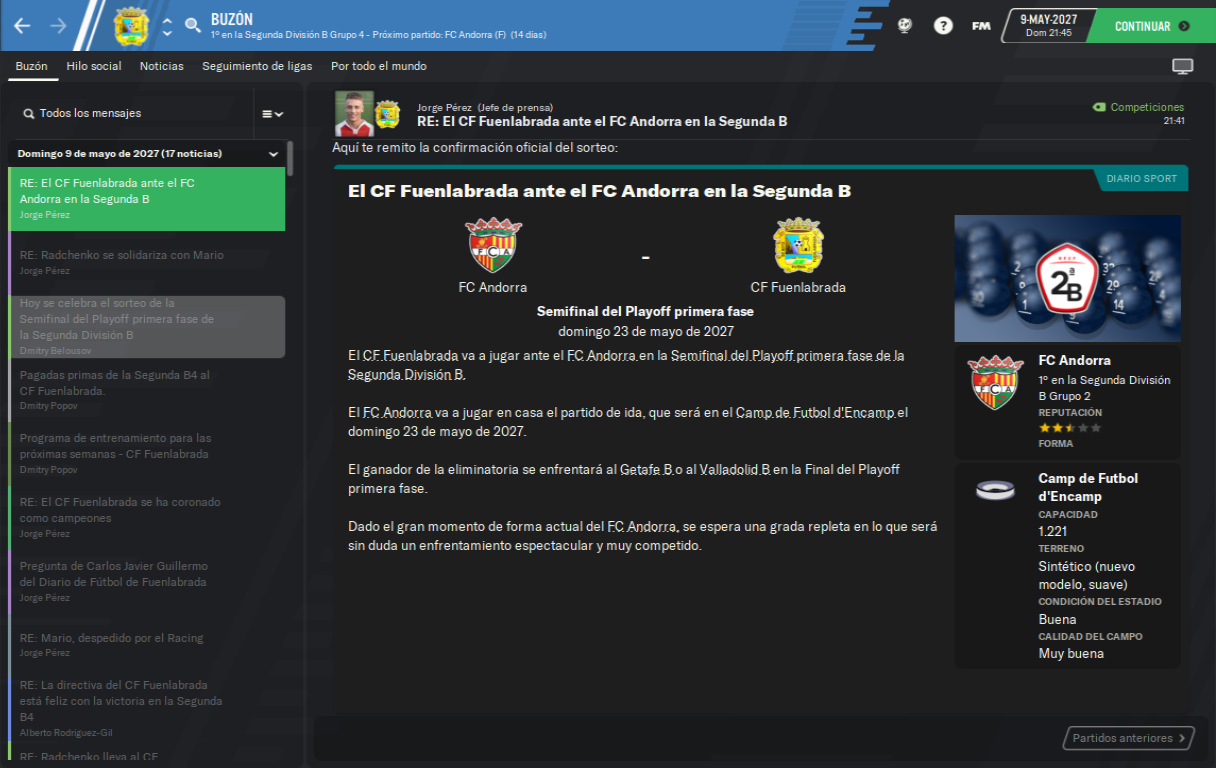 BUZÓN
1º en la Segunda División B Grupo 4 - Próximo partido: FC Andorra (F) (14 días)
?
FM
9-MAY-2027
Dom 21:45
CONTINUAR
Buzón
Hilo social
Noticias
Seguimiento de ligas
Por todo el mundo
Todos los mensajes
Domingo 9 de mayo de 2027 (17 noticias)
RE: El CF Fuenlabrada ante el FC
Andorra en la Segunda B
Jorge Pérez
RE: Radchenko se solidariza con Mario
Jorge Pérez
Hoy se celebra el sorteo de la
Semifinal del Playoff primera fase de
la Segunda División B
Dmitry Belousov
Pagadas primas de la Segunda B4 al
CF Fuenlabrada.
Dmitry Popov
Programa de entrenamiento para las
próximas semanas - CF Fuenlabrada
Dmitry Popov
RE: El CF Fuenlabrada se ha coronado
como campeones
Jorge Pérez
Pregunta de Carlos Javier Guillermo
del Diario de Fútbol de Fuenlabrada
Jorge Pérez
RE: Mario, despedido por el Racing
Jorge Pérez
RE: La directiva del CF Fuenlabrada
está feliz con la victoria en la Segunda
B4
Alberto Rodríguez-Gil
RE: Radchenko lleva al CF
Jorge Pérez (Jefe de prensa)
RE: El CF Fuenlabrada ante el FC Andorra en la Segunda B
Competiciones
21:41
Aquí te remito la confirmación oficial del sorteo:
DIARIO SPORT
El CF Fuenlabrada ante el FC Andorra en la Segunda B
FCA
-
FC Andorra
CF Fuenlabrada
Semifinal del Playoff primera fase
domingo 23 de mayo de 2027
El CF Fuenlabrada va a jugar ante el FC Andorra en la Semifinal del Playoff primera fase de la
Segunda División B.
El FC Andorra va a jugar en casa el partido de ida, que será en el Camp de Futbol d'Encamp el
domingo 23 de mayo de 2027.
El ganador de la eliminatoria se enfrentará al Getafe B o al Valladolid B en la Final del Playoff
primera fase.
Dado el gran momento de forma actual del FC Andorra, se espera una grada repleta en lo que será
sin duda un enfrentamiento espectacular y muy competido.
2ªB
FCA
FC Andorra
1º en la Segunda División
B Grupo 2
REPUTACIÓN
FORMA
Camp de Futbol
d'Encamp
CAPACIDAD
1.221
TERRENO
Sintético (nuevo
modelo, suave)
CONDICIÓN DEL ESTADIO
Buena
CALIDAD DEL CAMPO
Muy buena
Partidos anteriores